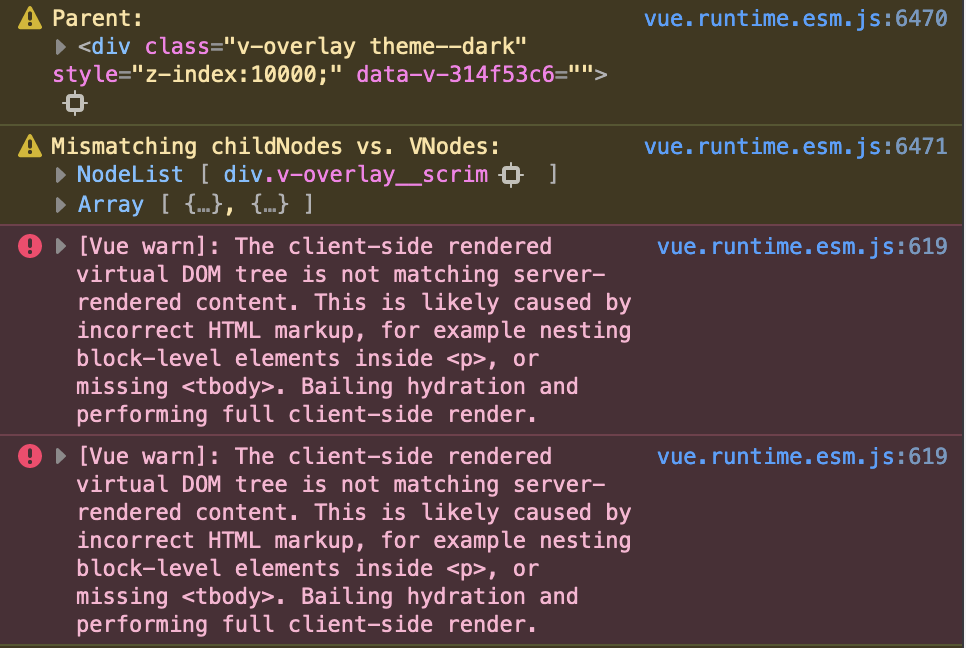 Parent: vue.runtime.esm.js:6470
<div class="v-overlay theme--dark"
style="z-index:10000;" data-v-314f53c6="">
Mismatching childNodes vs. VNodes: vue.runtime.esm.js:6471
NodeList [ div.v-overlay__scrim ]
Array [ {…}, {…} ]
[Vue warn]: The client-side rendered vue.runtime.esm.js:619
virtual DOM tree is not matching server-
rendered content. This is likely caused by
incorrect HTML markup, for example nesting
block-level elements inside <p>, or
missing <tbody>. Bailing hydration and
performing full client-side render.
[Vue warn]: The client-side rendered vue.runtime.esm.js:619
virtual DOM tree is not matching server-
rendered content. This is likely caused by
incorrect HTML markup, for example nesting
block-level elements inside <p>, or
missing <tbody>. Bailing hydration and
performing full client-side render.